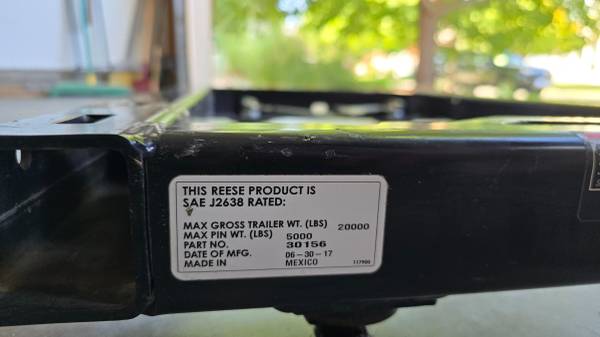 THIS REESE PRODUCT IS
SAE J2638 RATED:
MAX GROSS TRAILER WT. (LBS) 20000
MAX PIN WT. (LBS) 5000
PART NO. 30156
DATE OF MFG. 06-30-17
MADE IN MEXICO